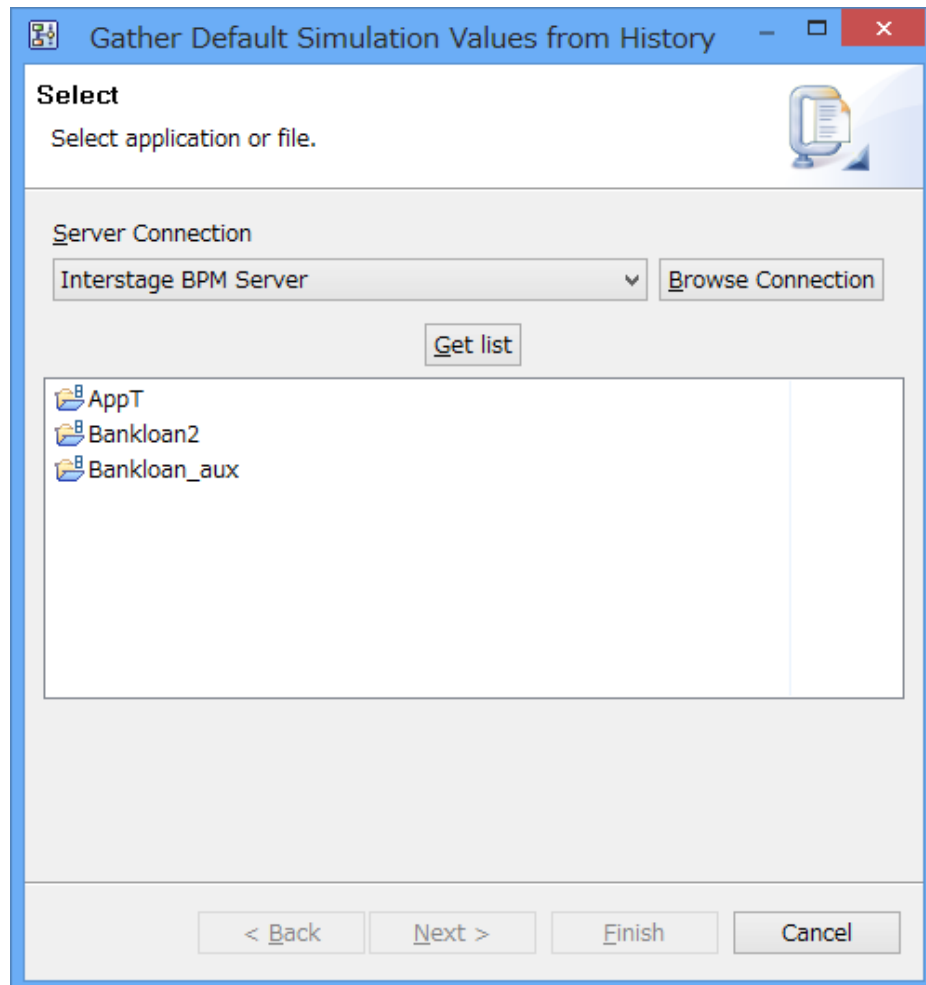 Gather Default Simulation Values from History
Select
Select application or file.
Server Connection
Interstage BPM Server Browse Connection
Get list
AppT
Bankloan2
Bankloan_aux
< Back Next > Finish Cancel